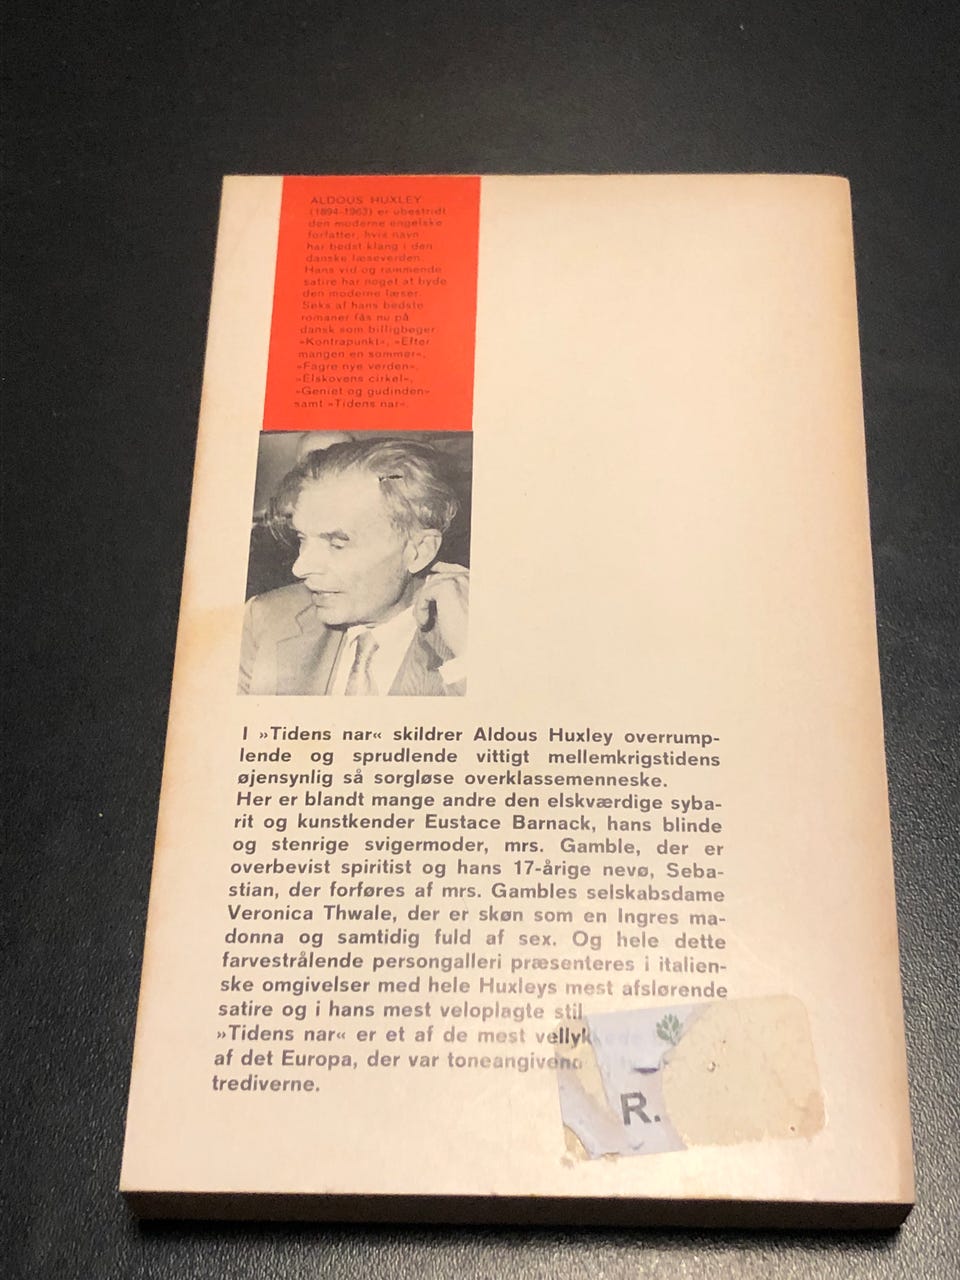 ALDOUS HUXLEY
(1894-1963) er ubestridt
den moderne engelske
forfatter, hvis navn
har bedst klang i den
danske læseverden.
Hans vid og rammende
satire har noget at byde
den moderne læser.
Seks af hans bedste
romaner fås nu på
dansk som billigbøger
»Kontrapunkt«, »Efter
mangen en sommer«,
»Fagre nye verden«,
»Elskovens cirkel«,
»Geniet og gudinden«
samt »Tidens nar«.
I »Tidens nar« skildrer Aldous Huxley overrump-
lende og sprudlende vittigt mellemkrigstidens
øjensynlig så sorgløse overklassemenneske.
Her er blandt mange andre den elskværdige syba-
rit og kunstkender Eustace Barnack, hans blinde
og stenrige svigermoder, mrs. Gamble, der er
overbevist spiritist og hans 17-årige nevø, Seba-
stian, der forføres af mrs. Gambles selskabsdame
Veronica Thwale, der er skøn som en Ingres ma-
donna og samtidig fuld af sex. Og hele dette
farvestrålende persongalleri præsenteres i italien-
ske omgivelser med hele Huxleys mest afslørende
satire og i hans mest veloplagte stil
»Tidens nar« er et af de mest
af det Europa, der var toneangivend
trediverne.
R.